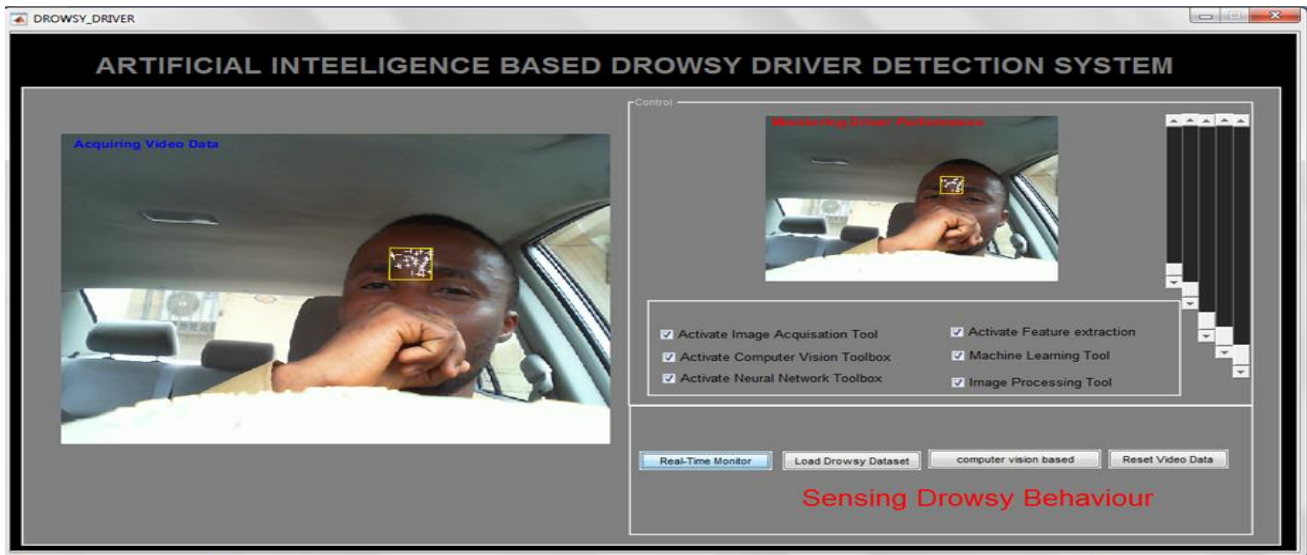 DROWSY_DRIVER
ARTIFICIAL INTEELIGENCE BASED DROWSY DRIVER DETECTION SYSTEM
Control
Acquiring Video Data
Monitoring Driver Performance
Activate Image Acquisation Tool
Activate Feature extraction
Activate Computer Vision Toolbox
Machine Learning Tool
Activate Neural Network Toolbox
Image Processing Tool
Real-Time Monitor
Load Drowsy Dataset
computer vision based
Reset Video Data
Sensing Drowsy Behaviour